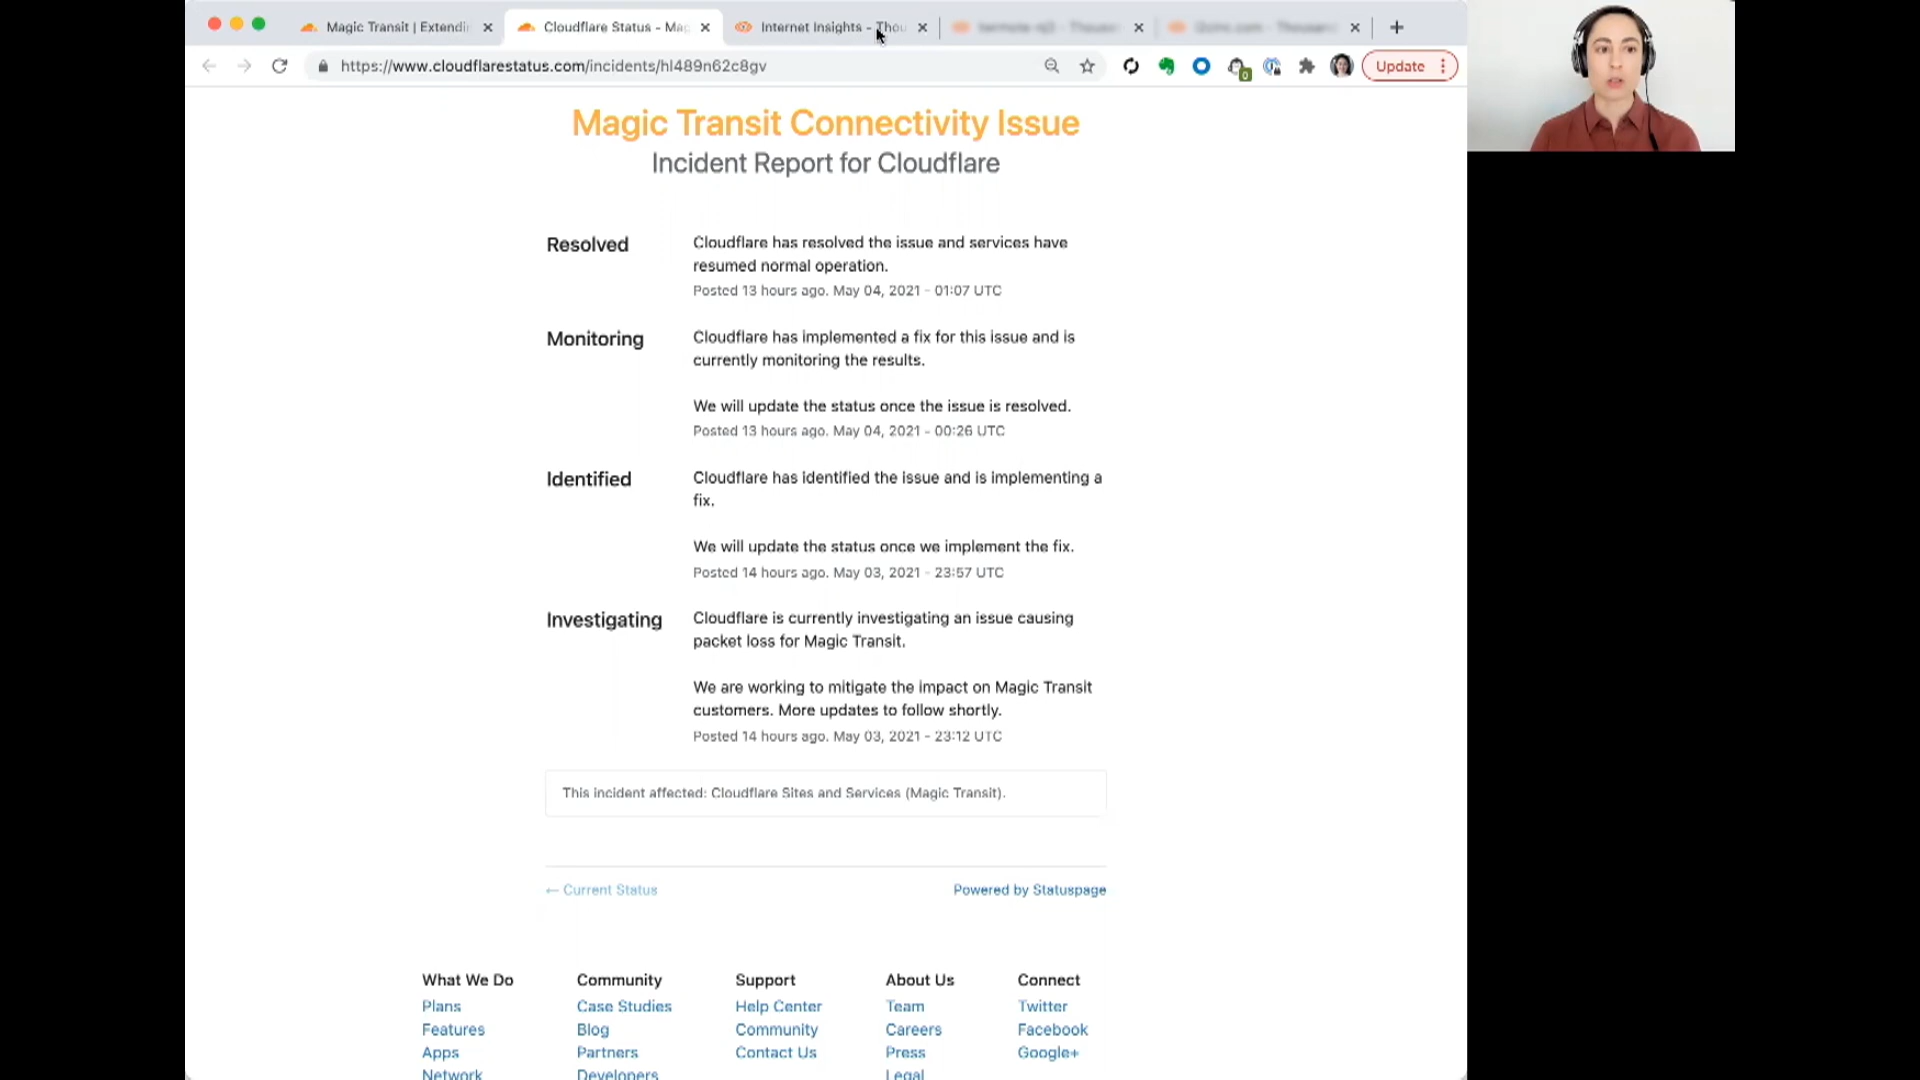 Magic Transit | Extendi
Cloudflare Status - Mag
Internet Insights - Thou
https://www.cloudflarestatus.com/incidents/hl489n62c8gv
0
Update
Magic Transit Connectivity Issue
Incident Report for Cloudflare
Resolved
Cloudflare has resolved the issue and services have
resumed normal operation.
Posted 13 hours ago. May 04, 2021 - 01:07 UTC
Monitoring
Cloudflare has implemented a fix for this issue and is
currently monitoring the results.
We will update the status once the issue is resolved.
Posted 13 hours ago. May 04, 2021 - 00:26 UTC
Identified
Cloudflare has identified the issue and is implementing a
fix.
We will update the status once we implement the fix.
Posted 14 hours ago. May 03, 2021 - 23:57 UTC
Investigating
Cloudflare is currently investigating an issue causing
packet loss for Magic Transit.
We are working to mitigate the impact on Magic Transit
customers. More updates to follow shortly.
Posted 14 hours ago. May 03, 2021 - 23:12 UTC
This incident affected: Cloudflare Sites and Services (Magic Transit).
← Current Status
Powered by Statuspage
What We Do
Plans
Features
Apps
Network
Community
Case Studies
Blog
Partners
Developers
Support
Help Center
Community
Contact Us
About Us
Team
Careers
Press
Legal
Connect
Twitter
Facebook
Google+